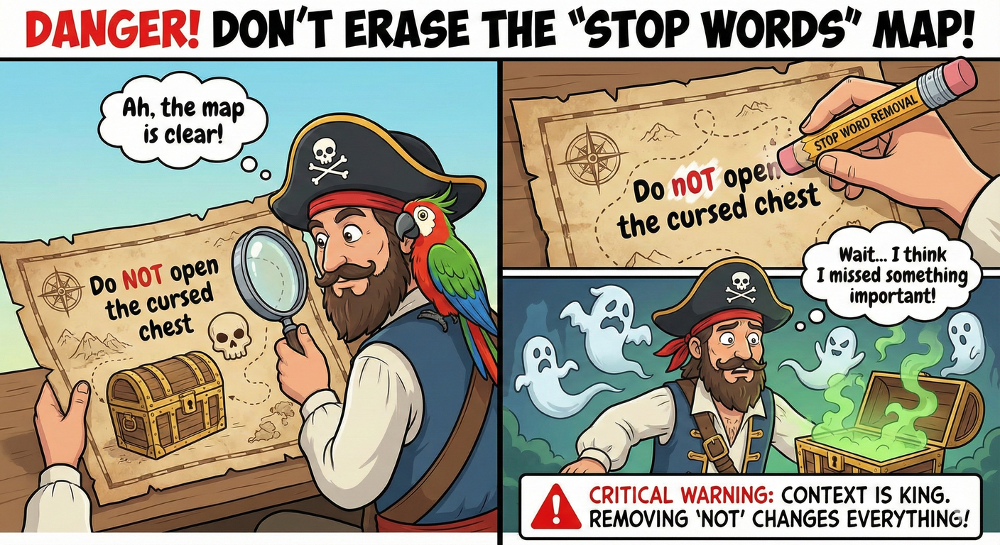 DANGER! DON'T ERASE THE “STOP WORDS” MAP!
Ah, the map
is clear!
Do NOT open
the cursed
chest
STOP WORD REMOVAL
Do nOT open
the cursed chest
Wait... I think
I missed something
important!
CRITICAL WARNING: CONTEXT IS KING.
REMOVING ‘NOT’ CHANGES EVERYTHING!